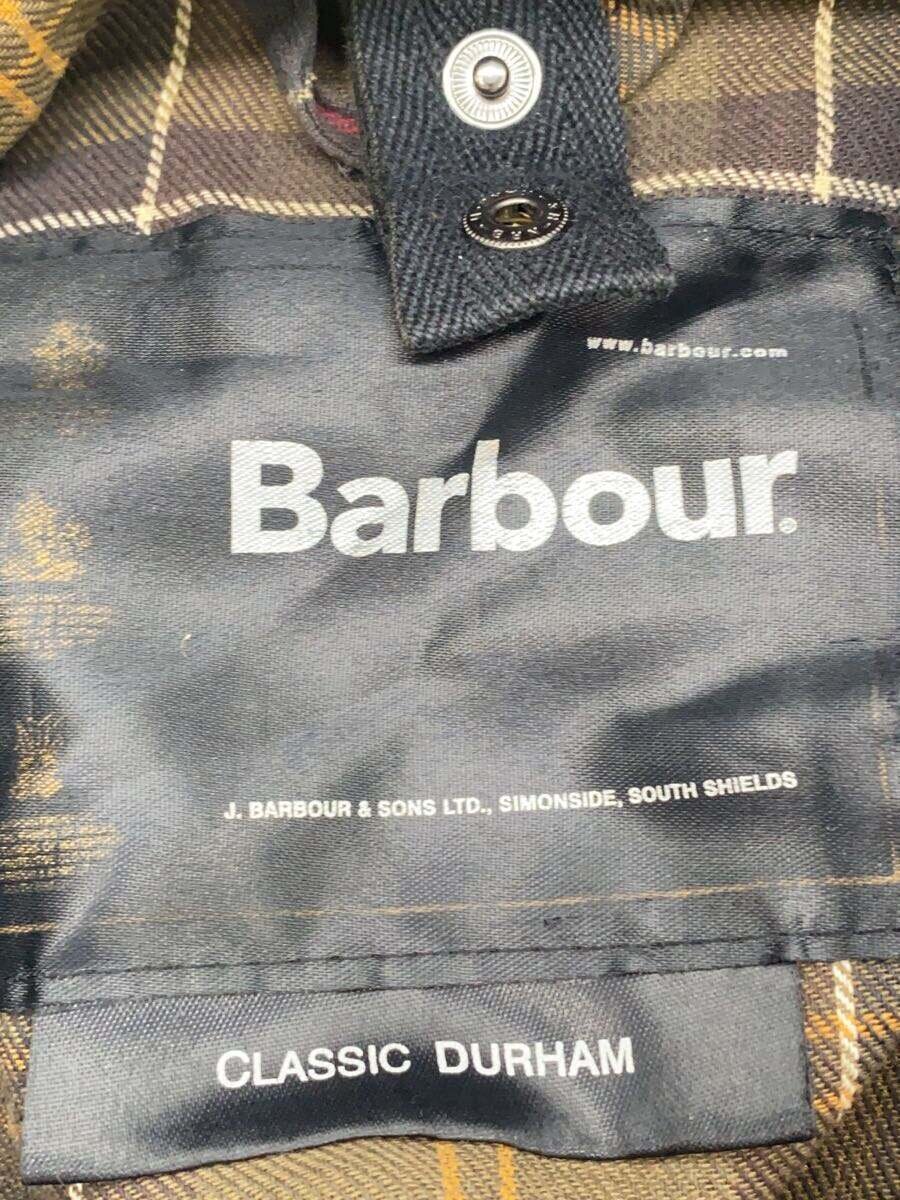 www.barbour.com
Barbour.
J. BARBOUR & SONS LTD., SIMONSIDE, SOUTH SHIELDS
CLASSIC DURHAM